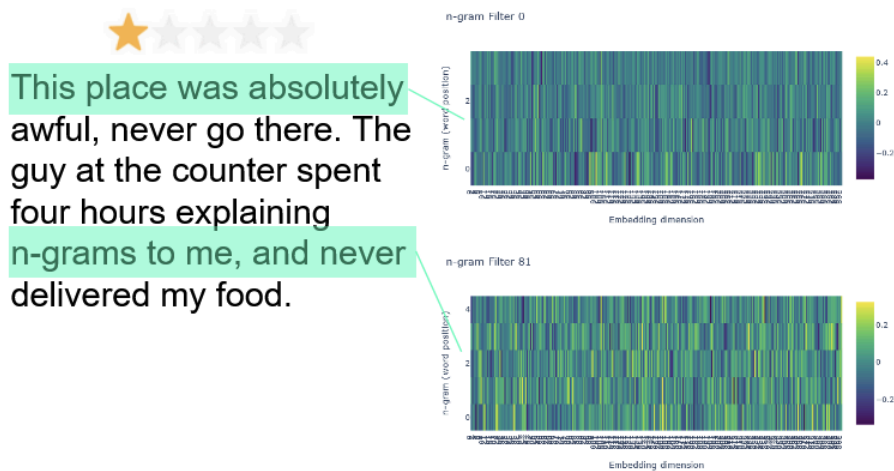 This place was absolutely
awful, never go there. The
guy at the counter spent
four hours explaining
n-grams to me, and never
delivered my food.
n-gram Filter 0
n-gram (word position)
2
0
Embedding dimension
0.4
0.2
0
−0.2
n-gram Filter 81
n-gram (word position)
4
2
0
Embedding dimension
0.2
0
−0.2